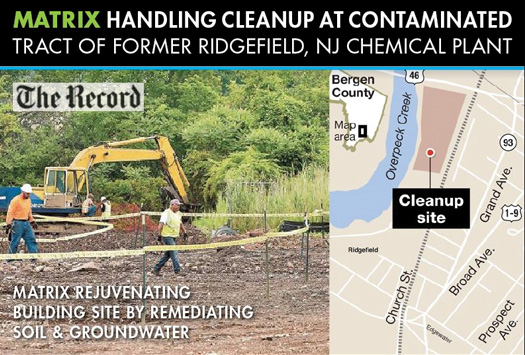 MATRIX HANDLING CLEANUP AT CONTAMINATED
TRACT OF FORMER RIDGEFIELD, NJ CHEMICAL PLANT
The Record
MATRIX REJUVENATING
BUILDING SITE BY REMEDIATING
SOIL & GROUNDWATER
Bergen
County
Map
area
46
Overpeck Creek
93
Cleanup
site
Grand Ave.
1-9
Ridgefield
Church St.
Broad Ave.
Edgewater
Prospect
Ave.